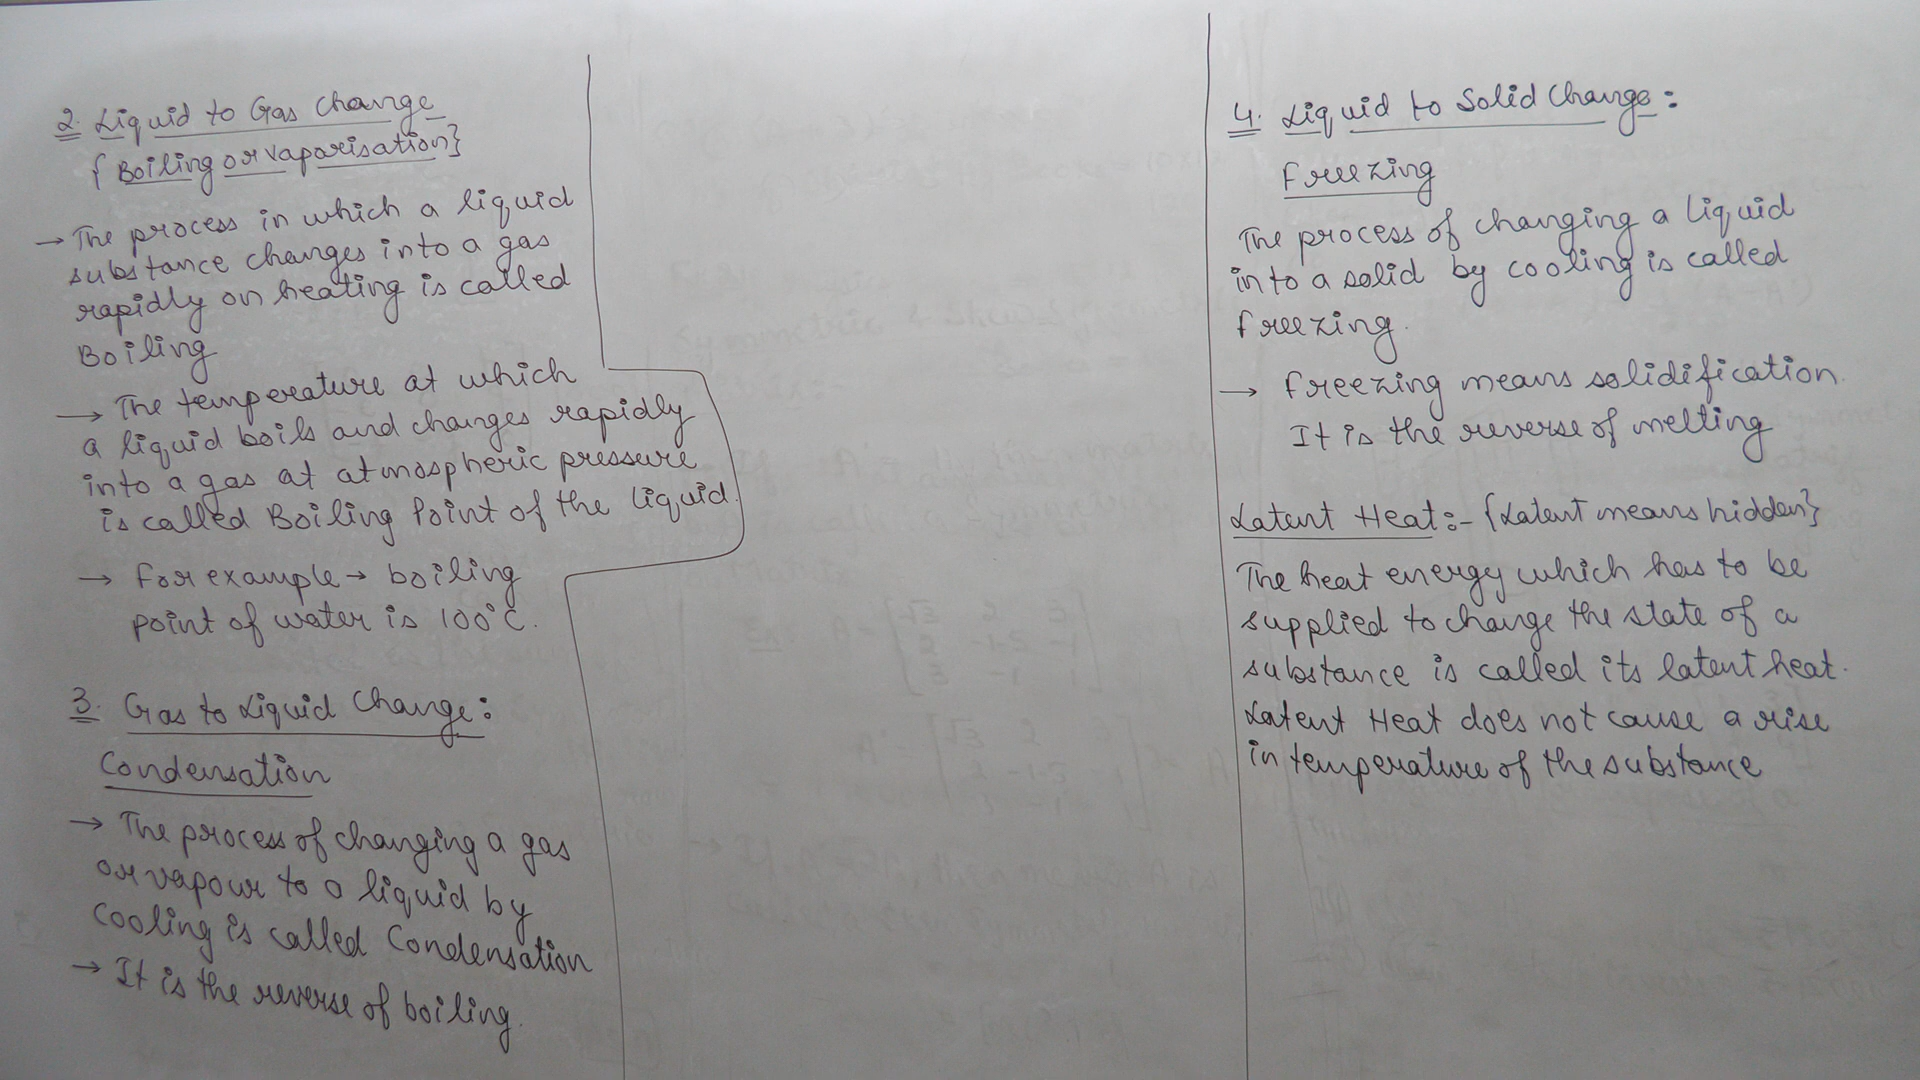 2. Liquid to Gas Change
{Boiling or vaporisation}
→ The process in which a liquid
substance changes into a gas
rapidly on heating is called
Boiling
→ The temperature at which
a liquid boils and changes rapidly
into a gas at atmospheric pressure
is called Boiling Point of the liquid.
→ For example → boiling
point of water is 100°C.
3. Gas to Liquid Change:
Condensation
→ The process of changing a gas
or vapour to a liquid by
cooling is called Condensation
→ It is the reverse of boiling.
4. Liquid to Solid Change:
Freezing
The process of changing a liquid
into a solid by cooling is called
freezing.
→ Freezing means solidification.
It is the reverse of melting
Latent Heat:- {Latent means hidden}
The heat energy which has to be
supplied to change the state of a
substance is called its latent heat.
Latent Heat does not cause a rise
in temperature of the substance